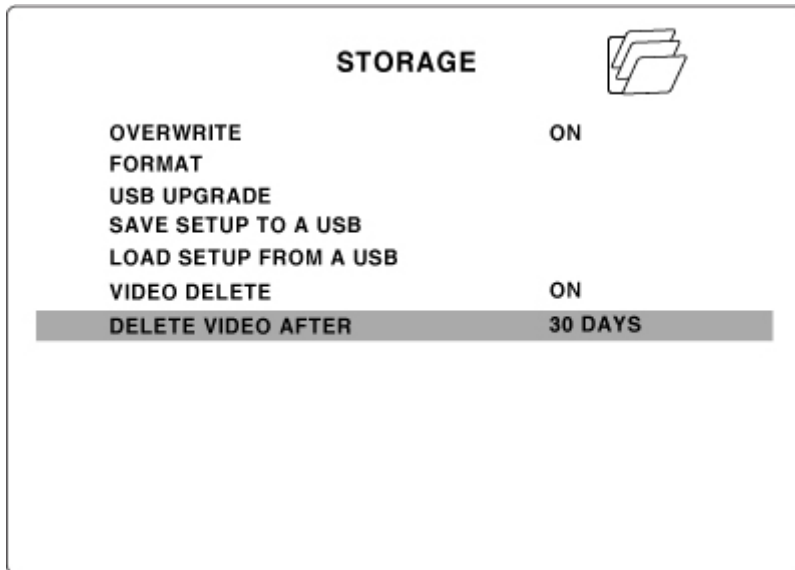 STORAGE
OVERWRITE ON
FORMAT
USB UPGRADE
SAVE SETUP TO A USB
LOAD SETUP FROM A USB
VIDEO DELETE ON
DELETE VIDEO AFTER 30 DAYS